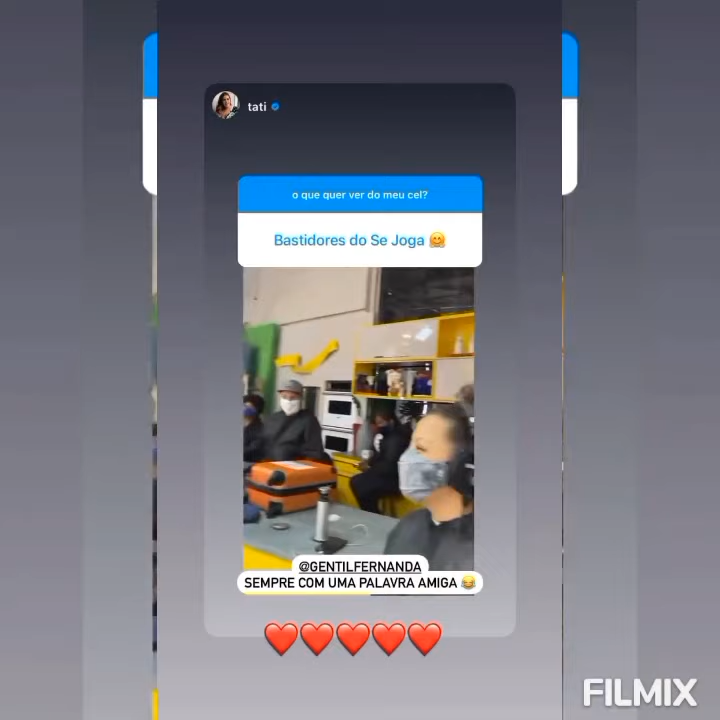 tati
o que quer ver do meu cel?
Bastidores do Se Joga 🤗
@GENTILFERNANDA
SEMPRE COM UMA PALAVRA AMIGA 😂
❤️❤️❤️❤️❤️
FILMIX